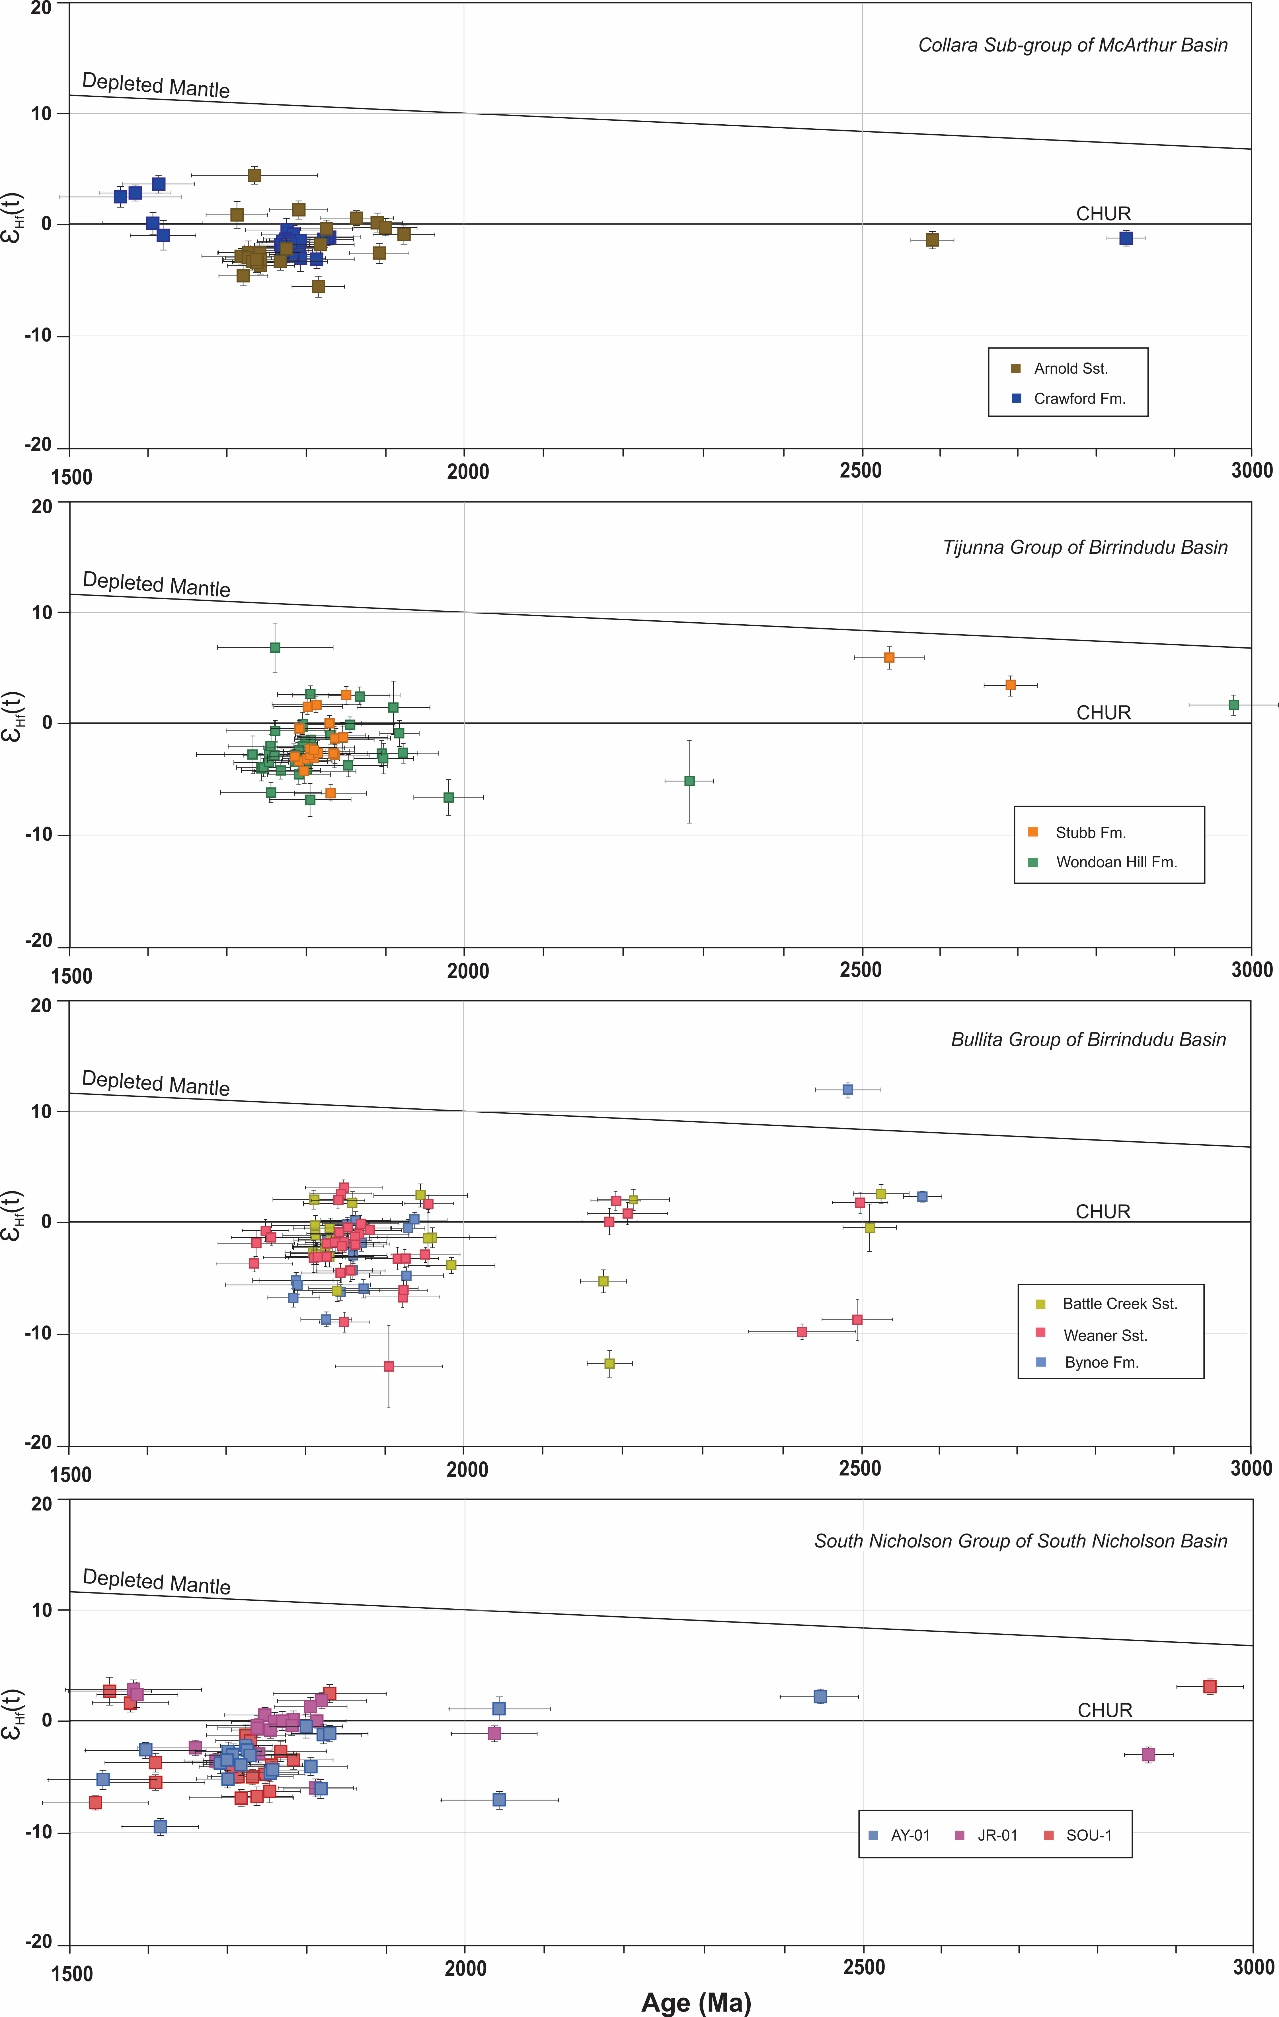 20
Collara Sub-group of McArthur Basin
Depleted Mantle
10
CHUR
εHf(t)
0
-10
Arnold Sst.
Crawford Fm.
-20
1500 2000 2500 3000
20
Tijunna Group of Birrindudu Basin
Depleted Mantle
10
CHUR
εHf(t)
0
-10
Stubb Fm.
Wondoan Hill Fm.
-20
1500 2000 2500 3000
20
Bullita Group of Birrindudu Basin
Depleted Mantle
10
CHUR
εHf(t)
0
-10
Battle Creek Sst.
Weaner Sst.
Bynoe Fm.
-20
1500 2000 2500 3000
20
South Nicholson Group of South Nicholson Basin
Depleted Mantle
10
CHUR
εHf(t)
0
-10
AY-01 JR-01 SOU-1
-20
1500 2000 2500 3000
Age (Ma)